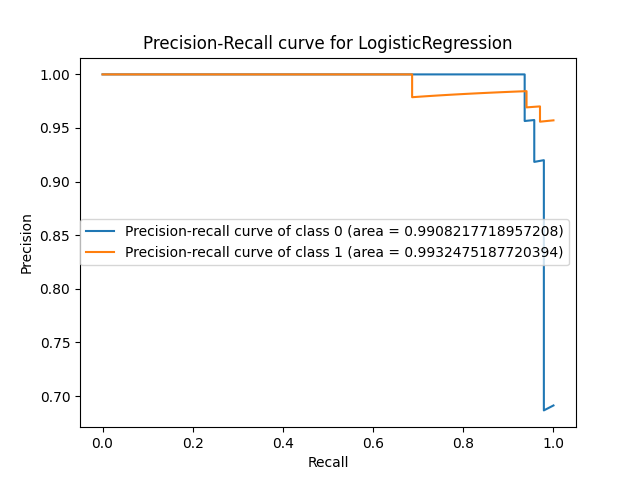 Precision-Recall curve for LogisticRegression
1.00
0.95
0.90
0.85
0.80
0.75
0.70
Precision
Precision-recall curve of class 0 (area = 0.9908217718957208)
Precision-recall curve of class 1 (area = 0.9932475187720394)
0.0 0.2 0.4 0.6 0.8 1.0
Recall